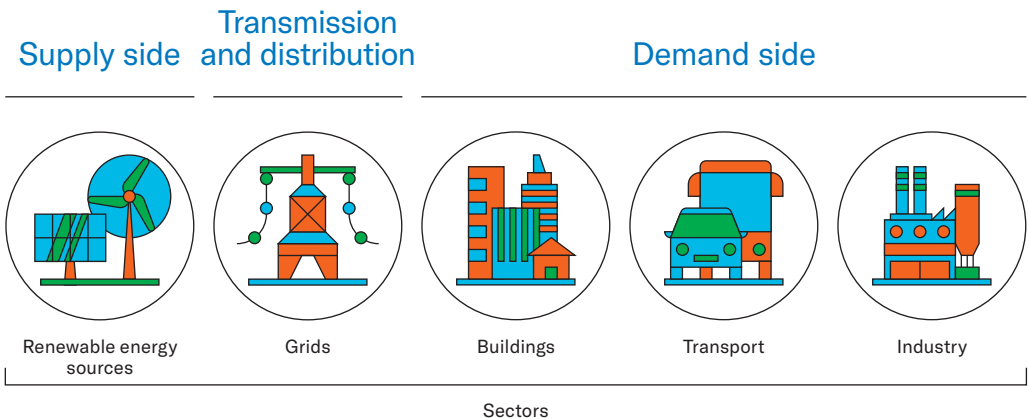 Supply side
Transmission
and distribution
Demand side
Renewable energy
sources
Grids
Buildings
Transport
Industry
Sectors